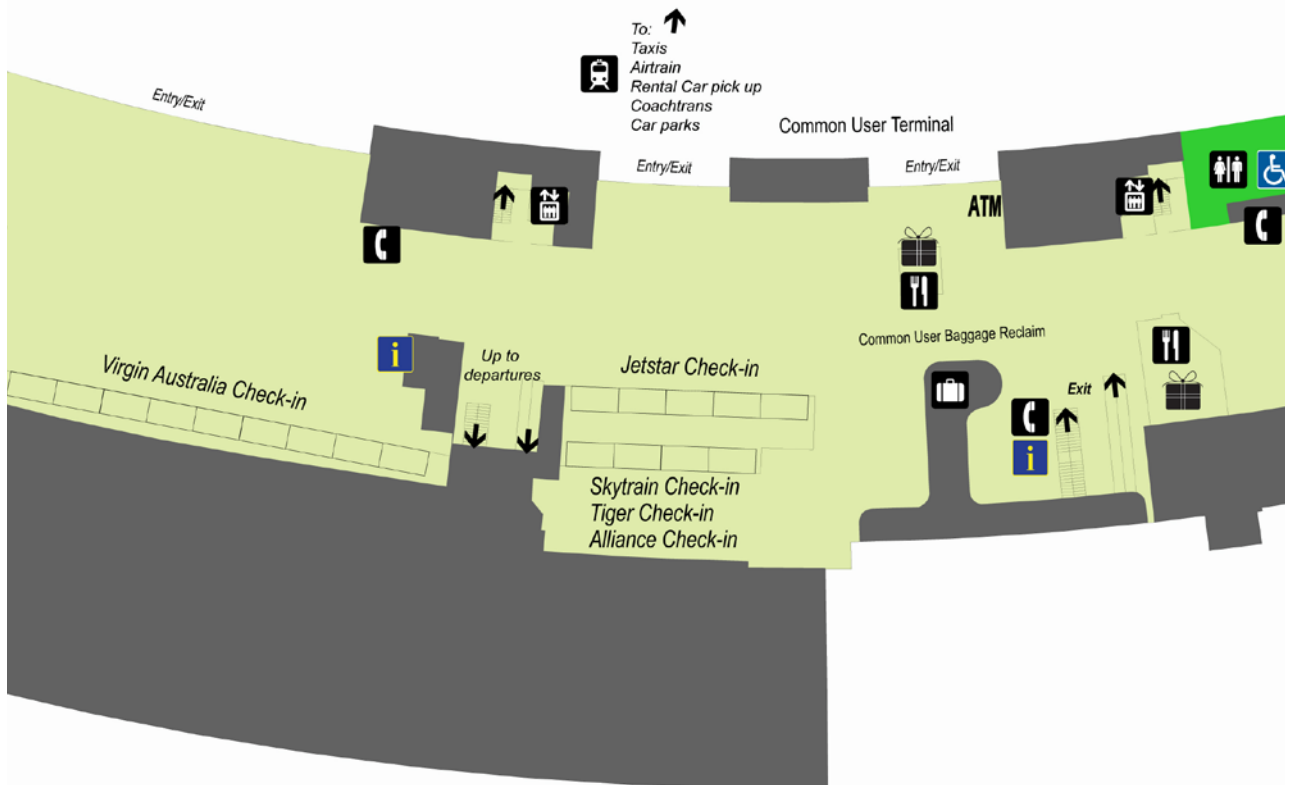 To:
Taxis
Airtrain
Rental Car pick up
Coachtrans
Car parks
Entry/Exit
Common User Terminal
Entry/Exit
Entry/Exit
ATM
Common User Baggage Reclaim
i
Up to
departures
Virgin Australia Check-in
Jetstar Check-in
Exit
i
Skytrain Check-in
Tiger Check-in
Alliance Check-in